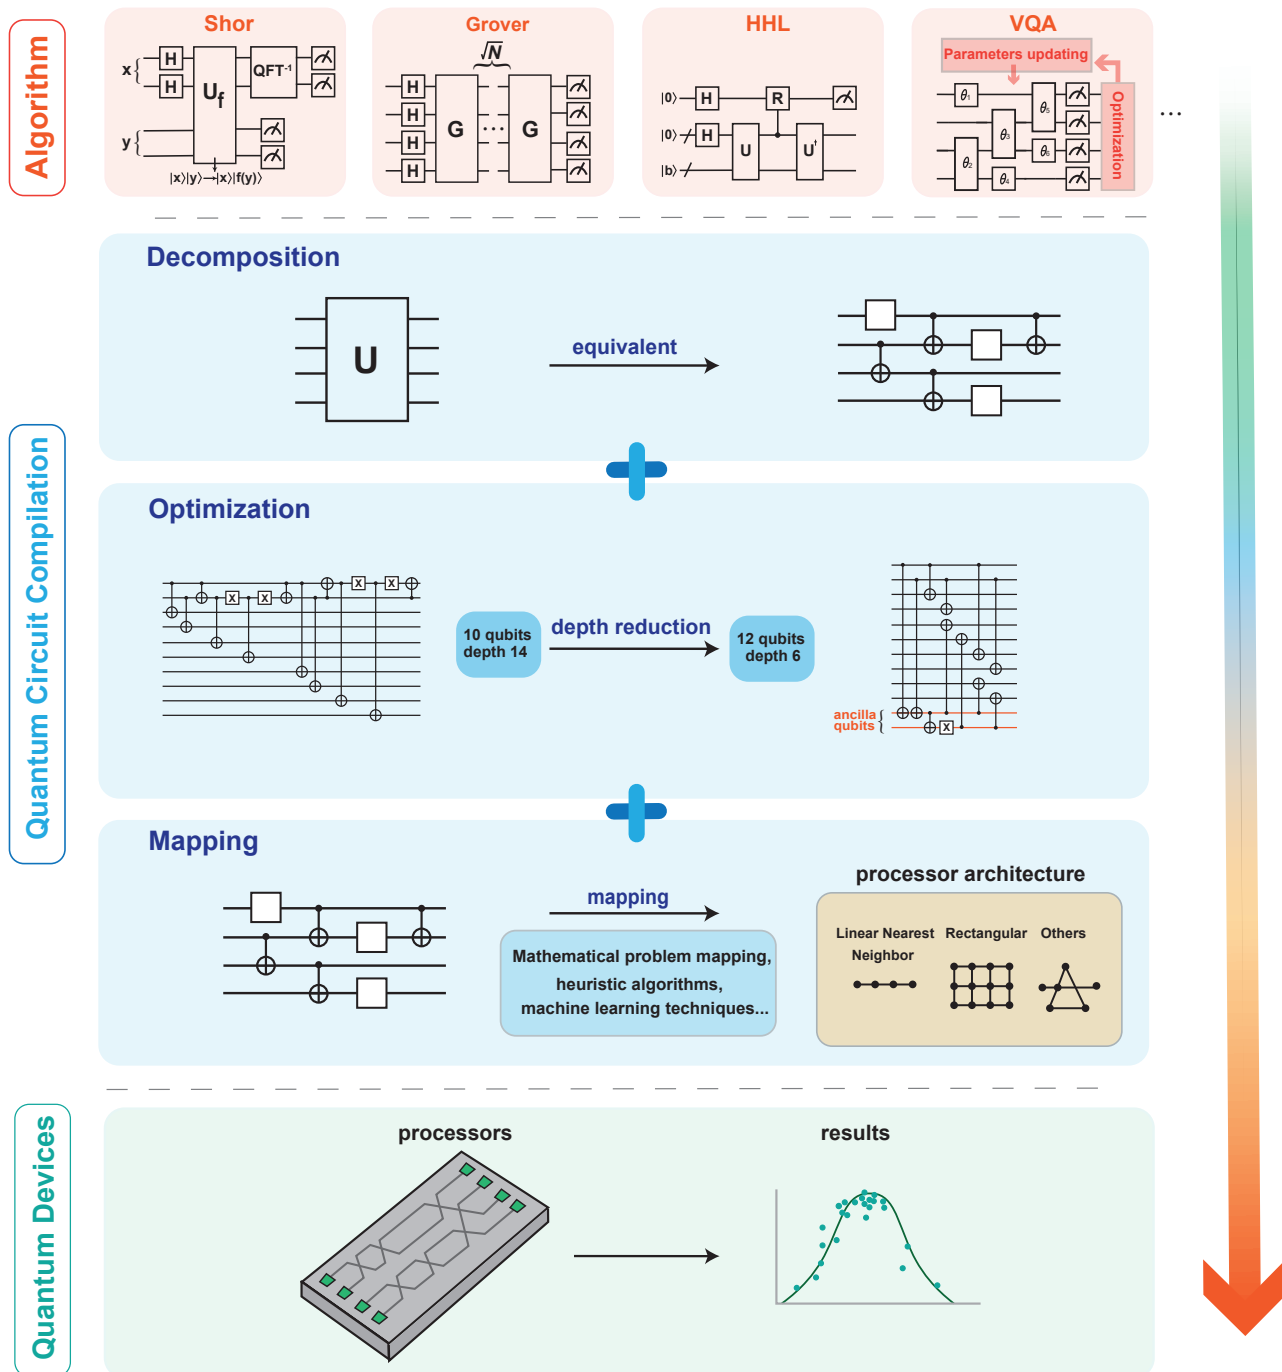 Algorithm
Shor
x
H
H
U_f
QFT⁻¹
y
|x⟩|y⟩→|x⟩|f(y)⟩
Grover
√N
H
H
H
H
G
...
G
HHL
|0⟩
H
R
|0⟩
H
U
U†
|b⟩
VQA
Parameters updating
θ₁
θ₂
θ₃
θ₄
θ₅
θ₆
Optimization
...
Quantum Circuit Compilation
Decomposition
U
equivalent
Optimization
X
X
X
X
10 qubits
depth 14
depth reduction
12 qubits
depth 6
ancilla
qubits
X
Mapping
mapping
Mathematical problem mapping,
heuristic algorithms,
machine learning techniques...
processor architecture
Linear Nearest
Neighbor
Rectangular
Others
Quantum Devices
processors
results